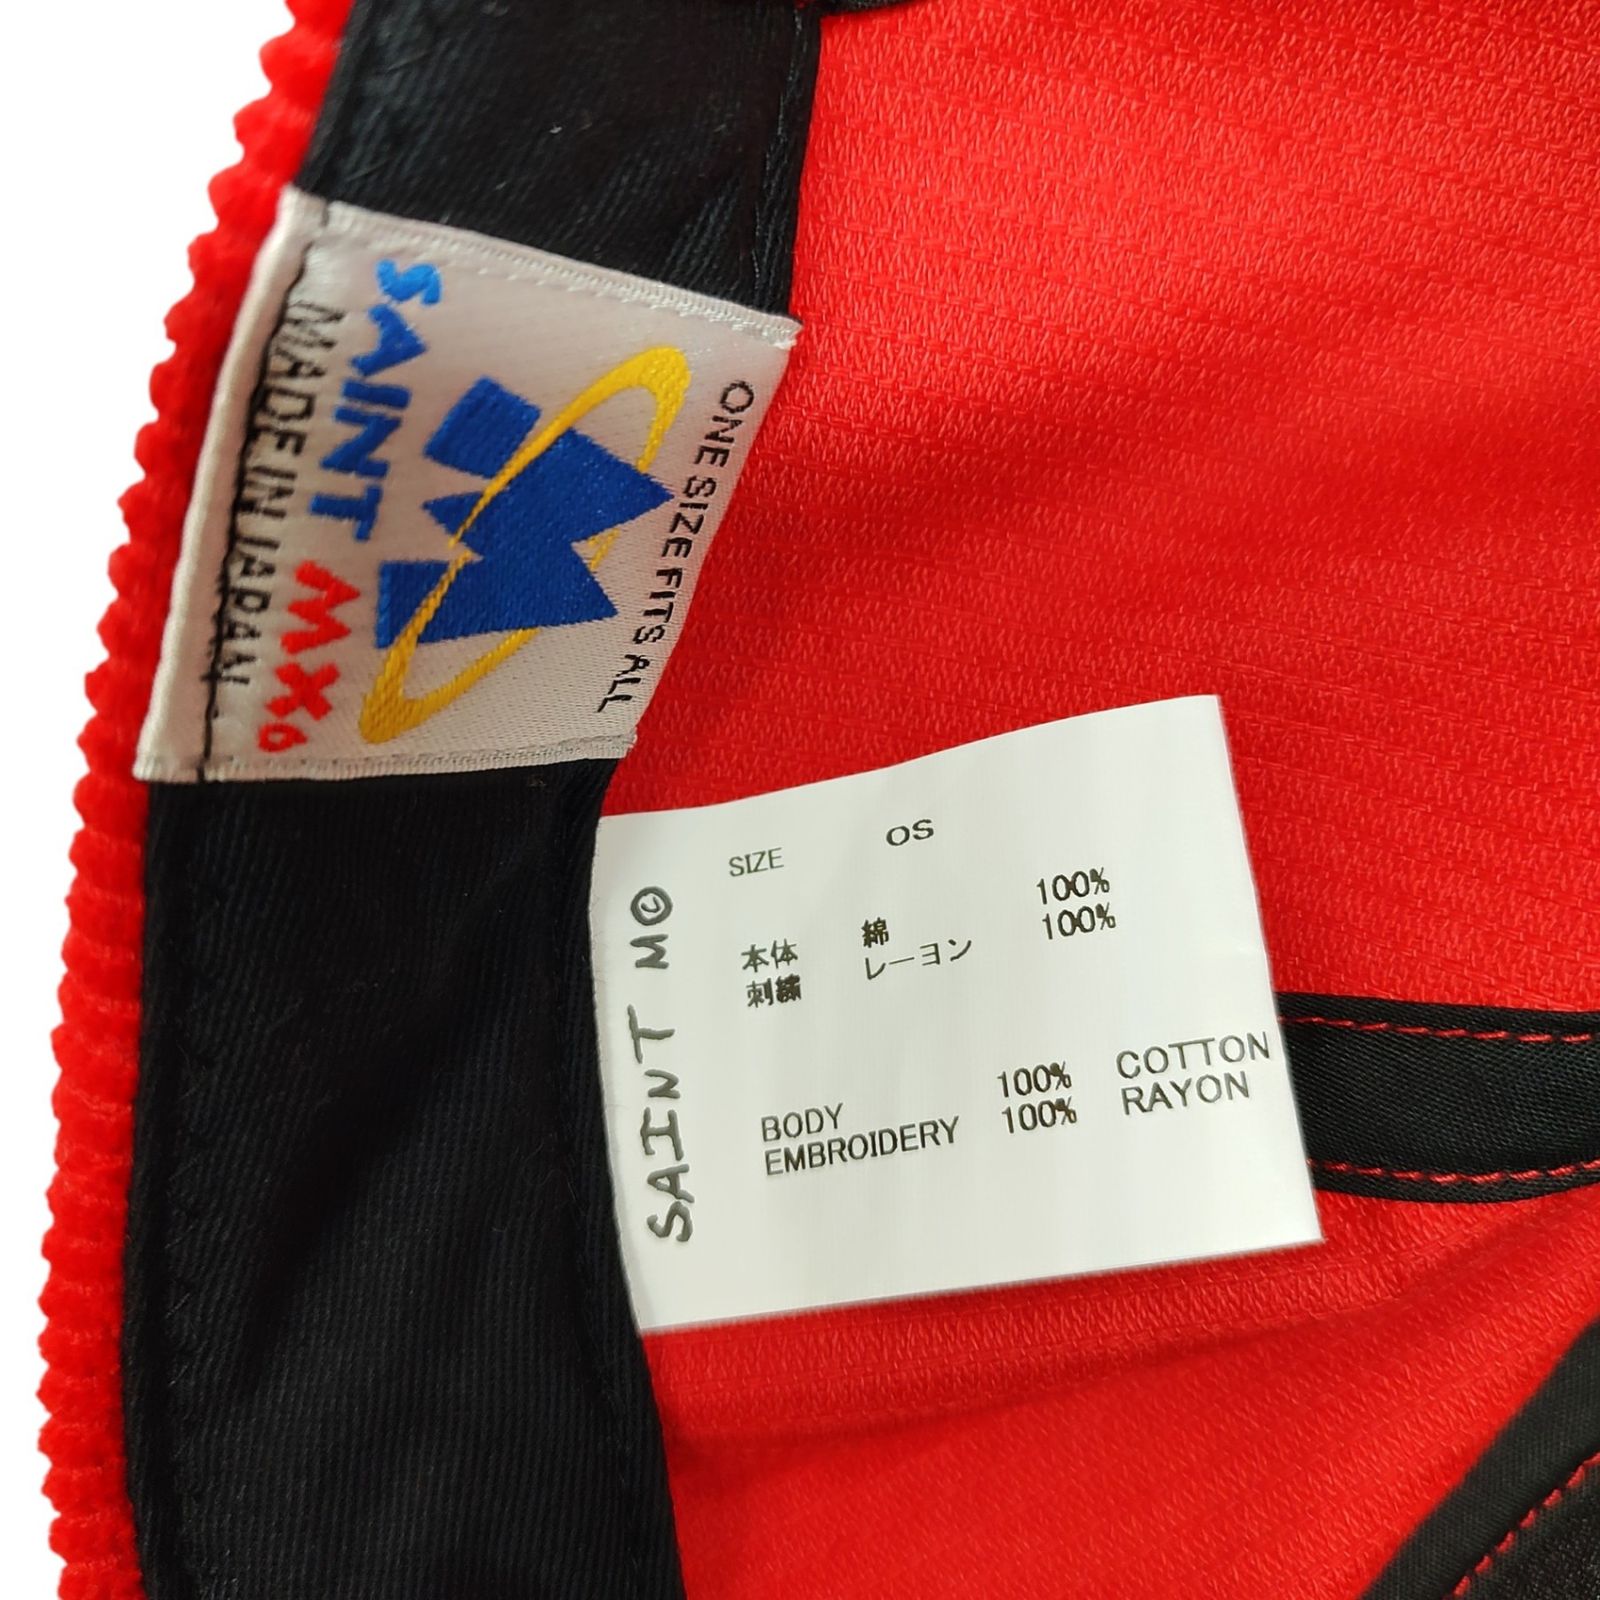 ONE SIZE FITS ALL
SAINT MX6
MADE IN JAPAN
SAINT M©
SIZE OS
本体 綿 100%
刺繍 レーヨン 100%
BODY 100% COTTON
EMBROIDERY 100% RAYON